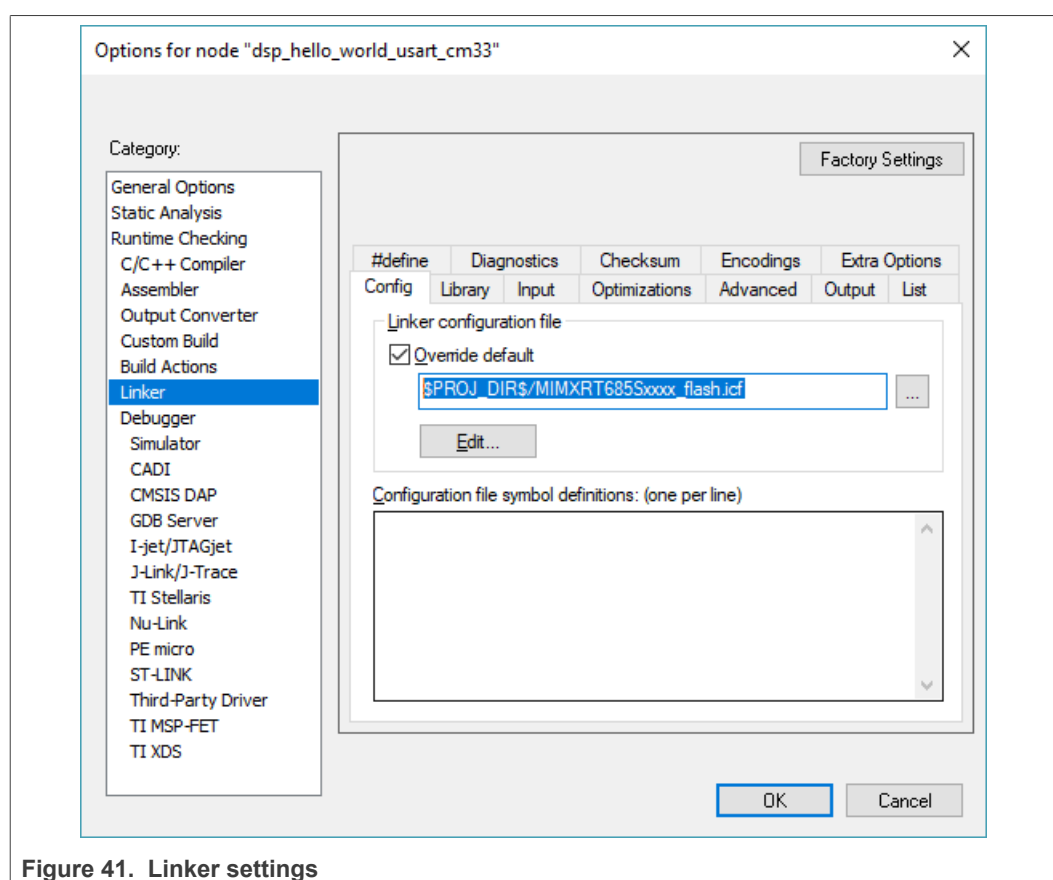 Options for node "dsp_hello_world_usart_cm33"
Category:
General Options
Static Analysis
Runtime Checking
C/C++ Compiler
Assembler
Output Converter
Custom Build
Build Actions
Linker
Debugger
Simulator
CADI
CMSIS DAP
GDB Server
I-jet/JTAGjet
J-Link/J-Trace
TI Stellaris
Nu-Link
PE micro
ST-LINK
Third-Party Driver
TI MSP-FET
TI XDS
Factory Settings
#define Diagnostics Checksum Encodings Extra Options
Config Library Input Optimizations Advanced Output List
Linker configuration file
Override default
$PROJ_DIR$/MIMXRT685Sxxxx_flash.icf
...
Edit...
Configuration file symbol definitions: (one per line)
OK Cancel
Figure 41. Linker settings